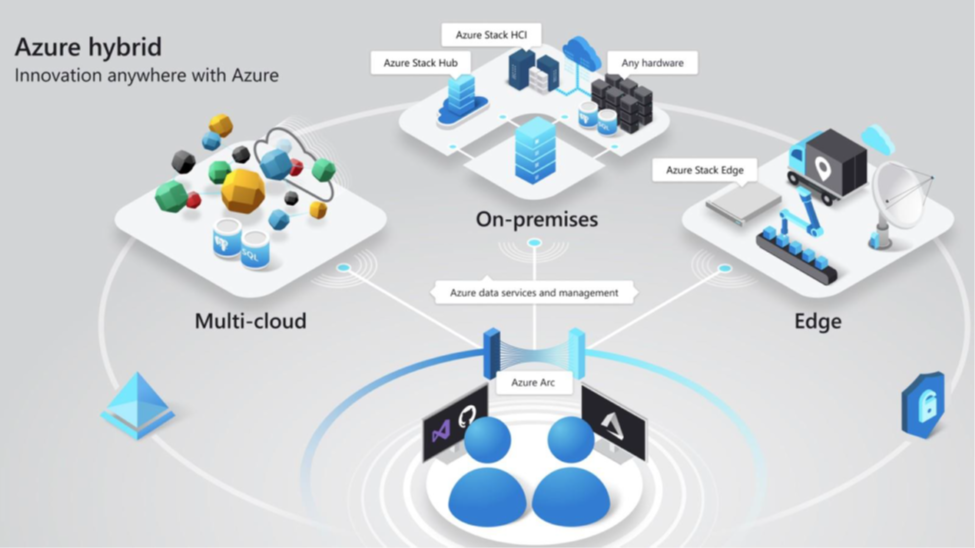 Azure hybrid
Innovation anywhere with Azure
Azure Stack HCI
Azure Stack Hub
Any hardware
SQL
On-premises
Azure Stack Edge
SQL
Multi-cloud
Azure data services and management
Edge
Azure Arc